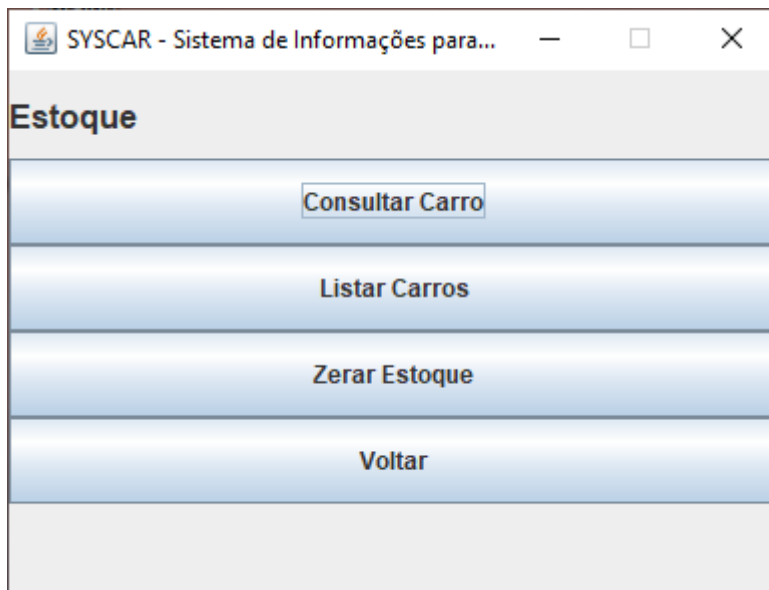 SYSCAR - Sistema de Informações para...
Estoque
Consultar Carro
Listar Carros
Zerar Estoque
Voltar